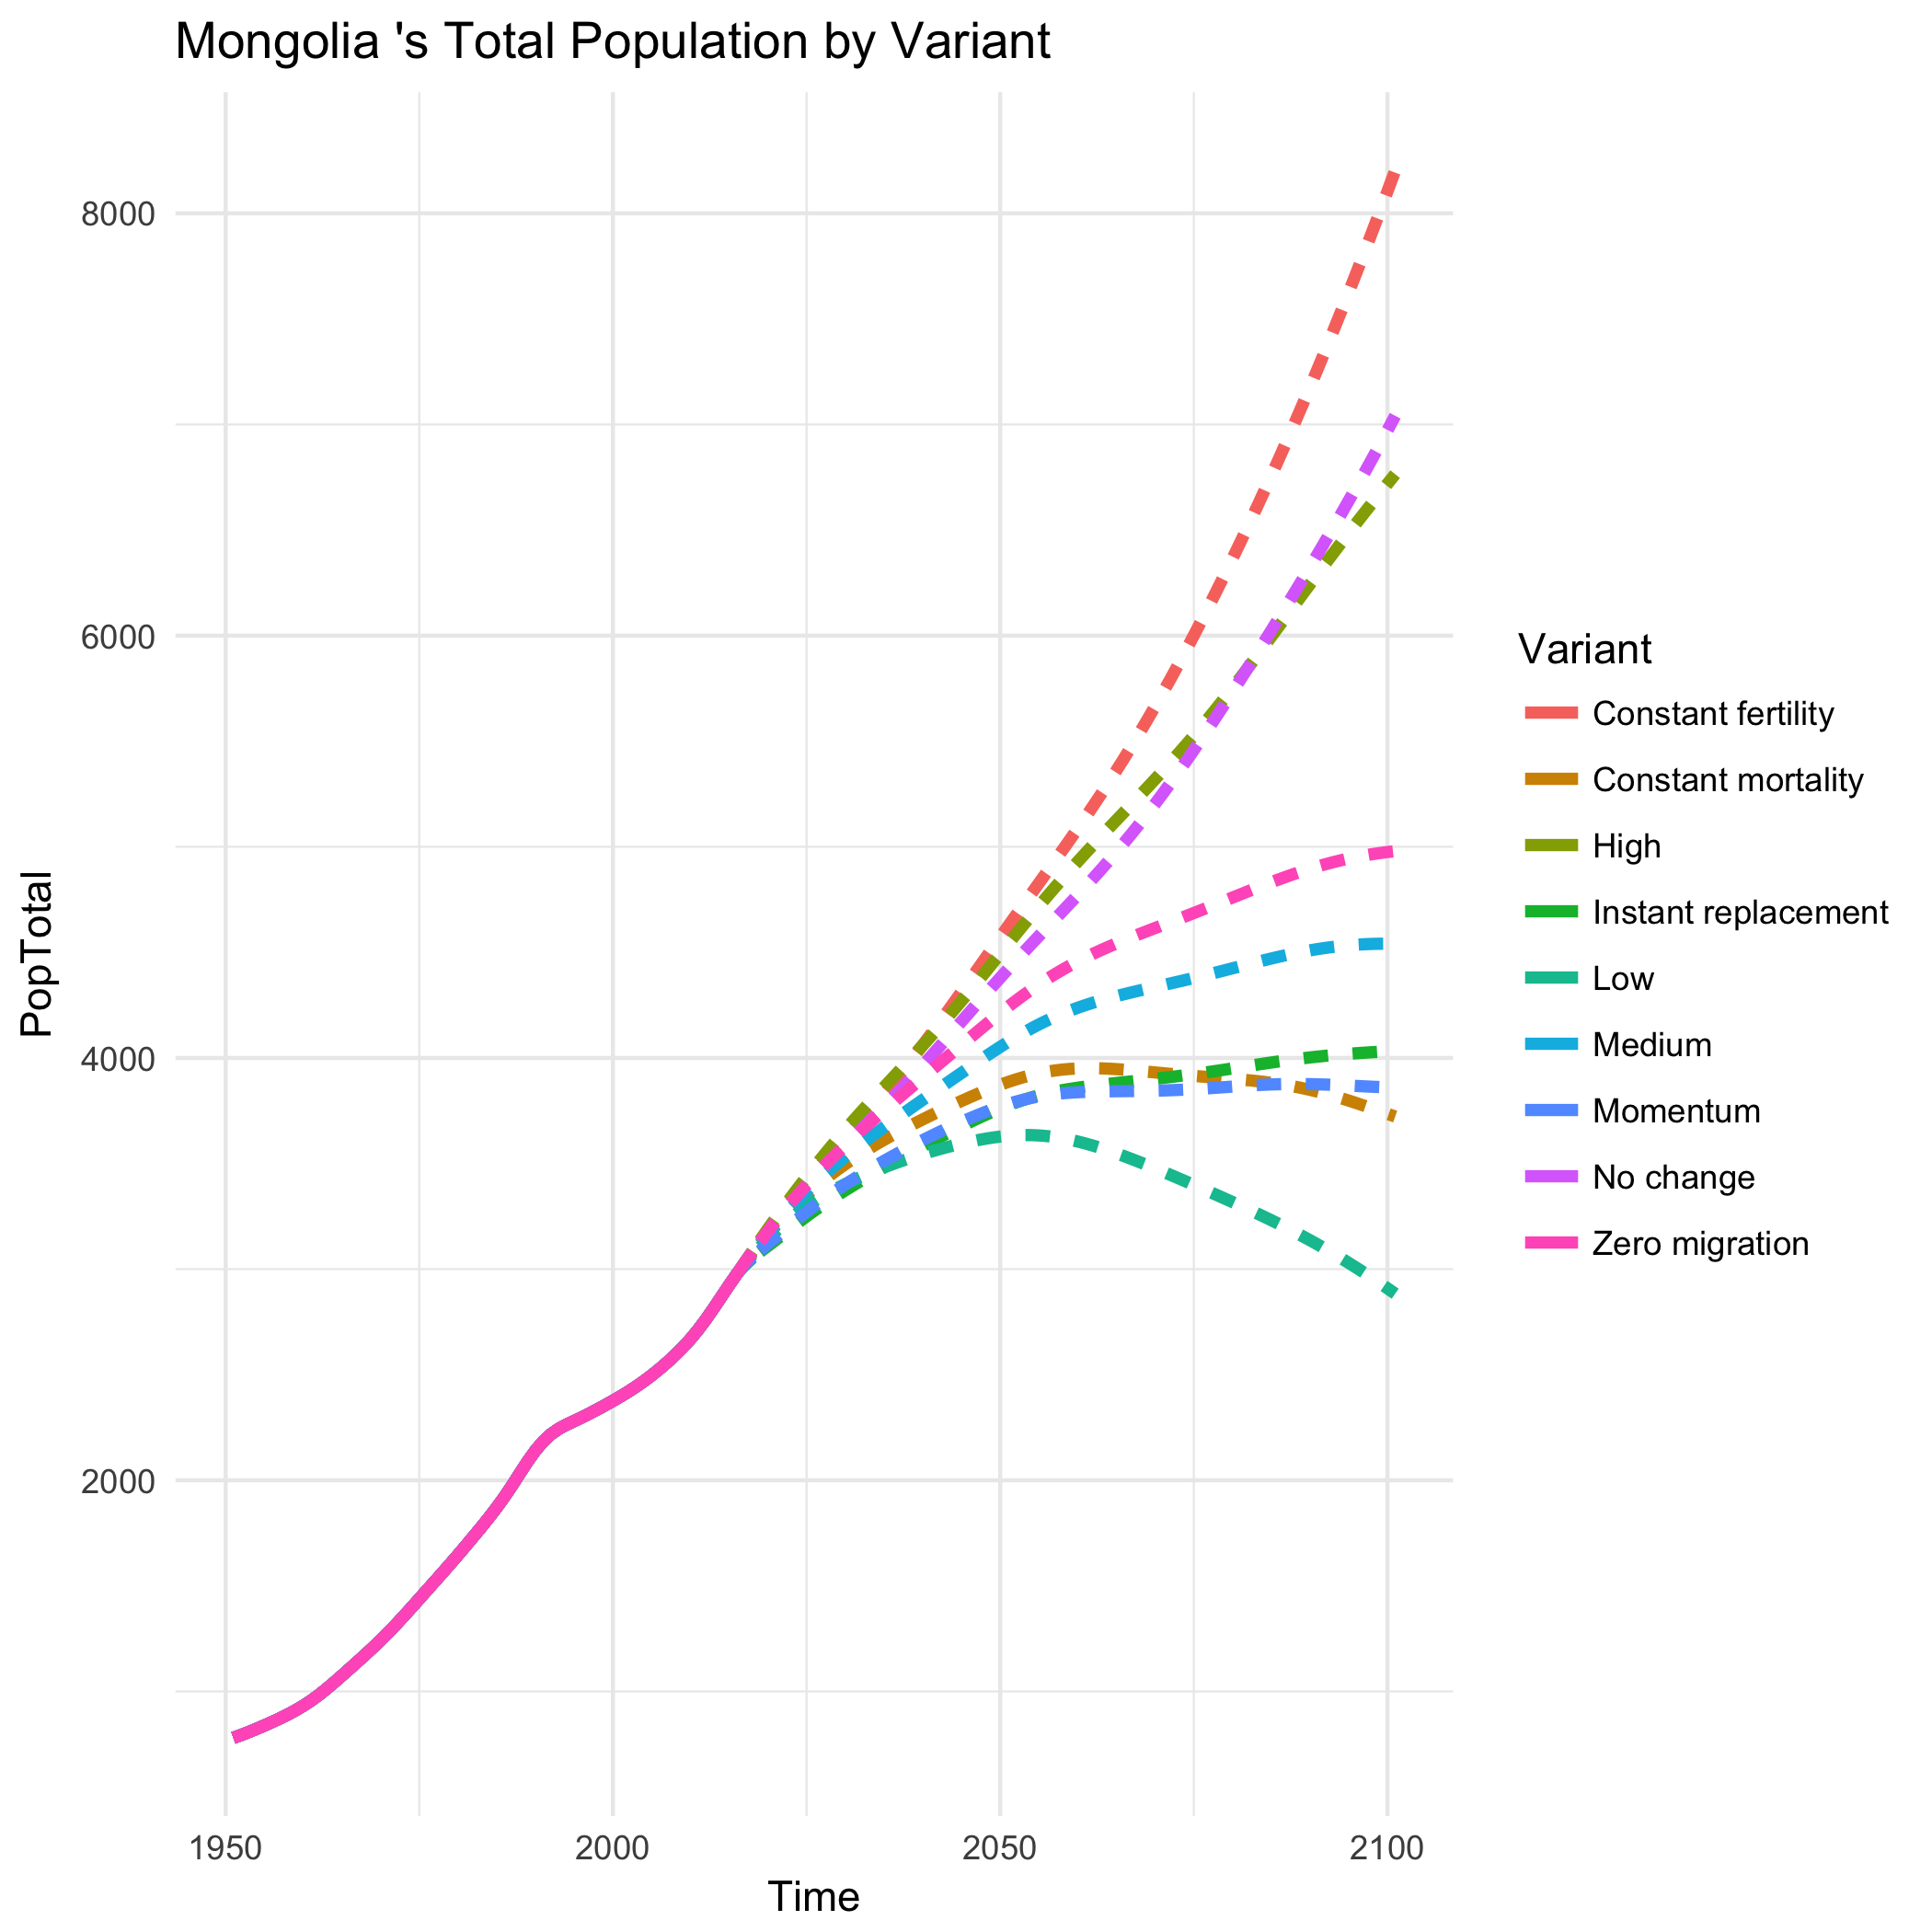 Mongolia 's Total Population by Variant
8000
6000
4000
2000
PopTotal
1950
2000
2050
2100
Time
Variant
Constant fertility
Constant mortality
High
Instant replacement
Low
Medium
Momentum
No change
Zero migration